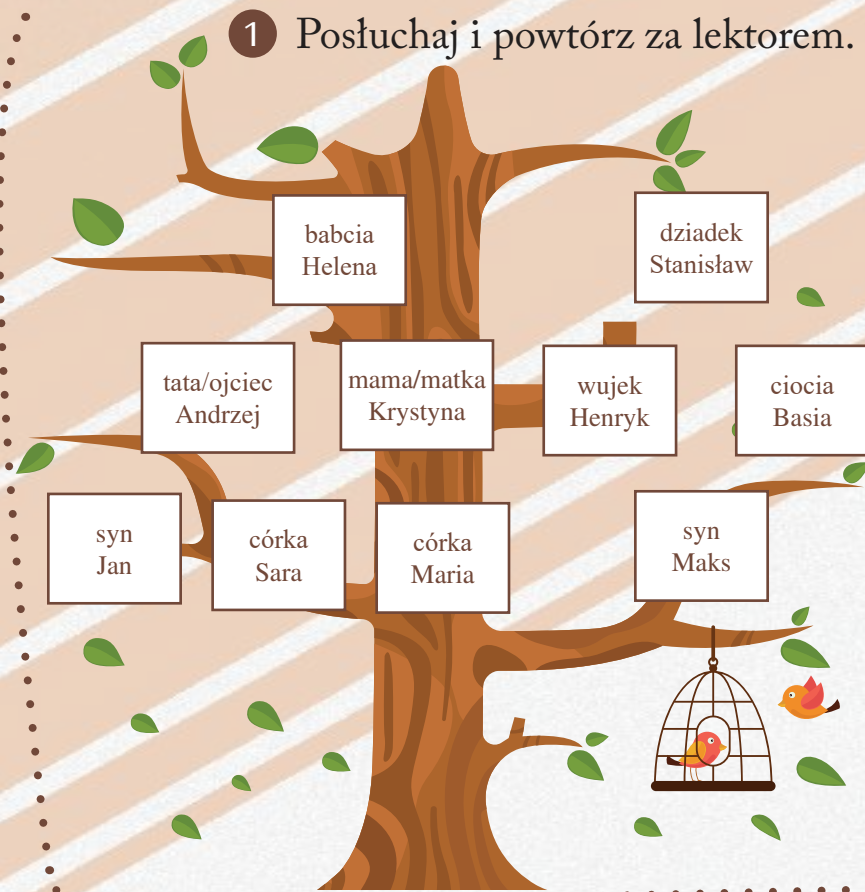 1 Posłuchaj i powtórz za lektorem.
babcia
Helena
dziadek
Stanisław
tata/ojciec
Andrzej
mama/matka
Krystyna
wujek
Henryk
ciocia
Basia
syn
Jan
córka
Sara
córka
Maria
syn
Maks